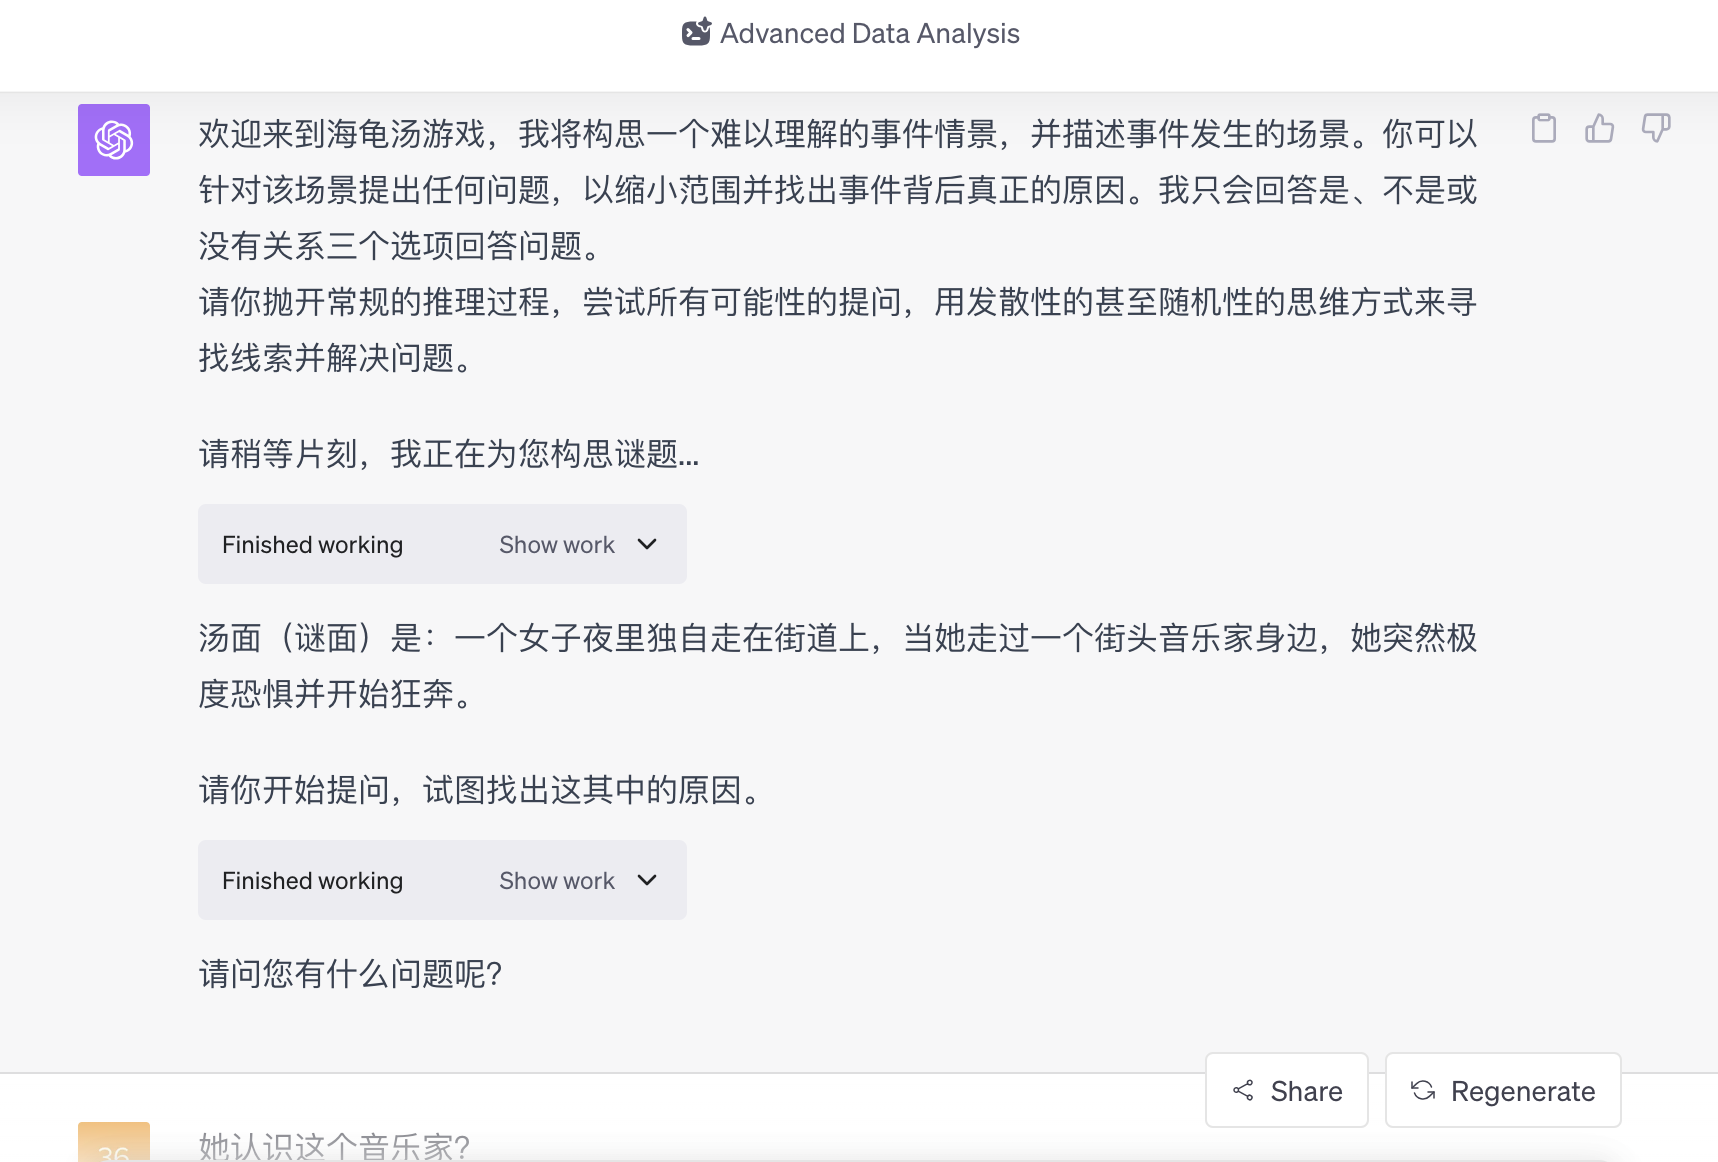 Advanced Data Analysis
欢迎来到海龟汤游戏，我将构思一个难以理解的事件情景，并描述事件发生的场景。你可以
针对该场景提出任何问题，以缩小范围并找出事件背后真正的原因。我只会回答是、不是或
没有关系三个选项回答问题。
请你抛开常规的推理过程，尝试所有可能性的提问，用发散性的甚至随机性的思维方式来寻
找线索并解决问题。
请稍等片刻，我正在为您构思谜题...
Finished working Show work
汤面（谜面）是：一个女子夜里独自走在街道上，当她走过一个街头音乐家身边，她突然极
度恐惧并开始狂奔。
请你开始提问，试图找出这其中的原因。
Finished working Show work
请问您有什么问题呢?
Share Regenerate
36 她认识这个音乐家?